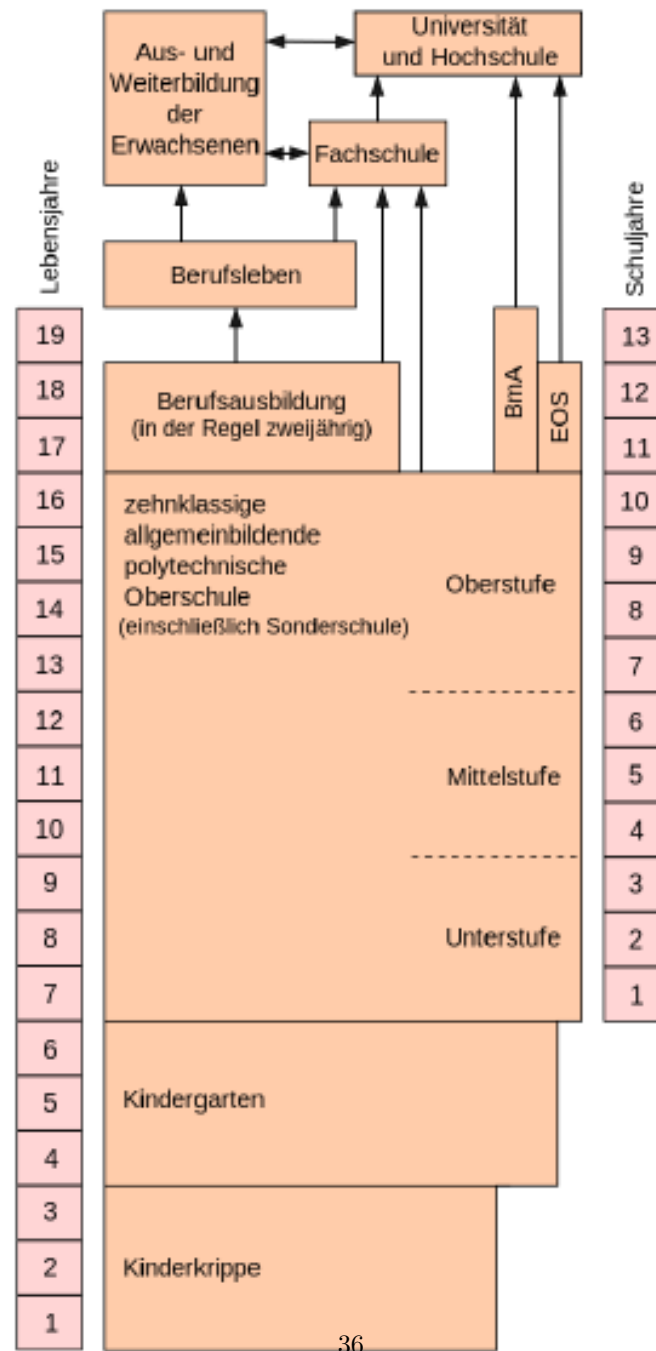 Universität
und Hochschule
Aus- und
Weiterbildung
der
Erwachsenen
Fachschule
Berufsleben
Lebensjahre
Schuljahre
19
18
17
16
15
14
13
12
11
10
9
8
7
6
5
4
3
2
1
Berufsausbildung
(in der Regel zweijährig)
BmA
EOS
zehnklassige
allgemeinbildende
polytechnische
Oberschule
(einschließlich Sonderschule)
Oberstufe
Mittelstufe
Unterstufe
Kindergarten
Kinderkrippe
13
12
11
10
9
8
7
6
5
4
3
2
1
36